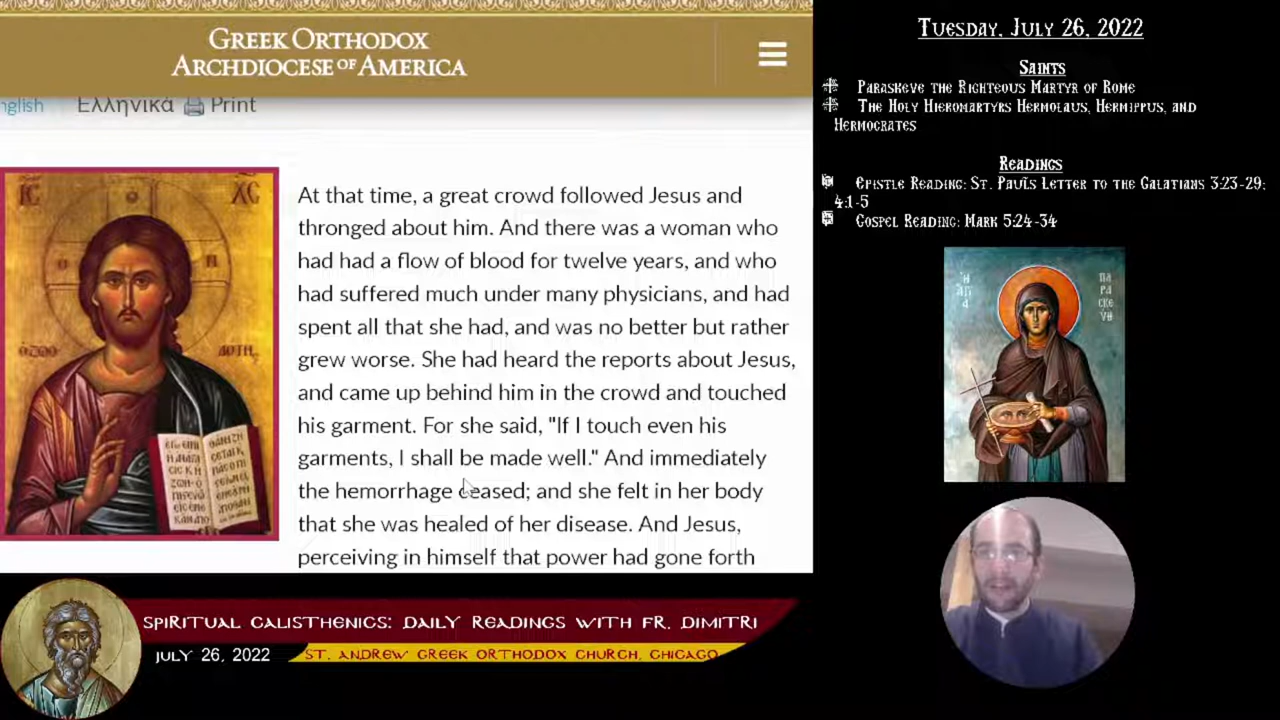 GREEK ORTHODOX
ARCHDIOCESE OF AMERICA
nglish
Ελληνικά
Print
IC
XC
At that time, a great crowd followed Jesus and
thronged about him. And there was a woman who
had had a flow of blood for twelve years, and who
had suffered much under many physicians, and had
spent all that she had, and was no better but rather
grew worse. She had heard the reports about Jesus,
and came up behind him in the crowd and touched
his garment. For she said, "If I touch even his
garments, I shall be made well." And immediately
the hemorrhage ceased; and she felt in her body
that she was healed of her disease. And Jesus,
perceiving in himself that power had gone forth
Tuesday, July 26, 2022
Saints
Paraskeve the Righteous Martyr of Rome
The Holy Hieromartyrs Hermolaus, Hermippus, and
Hermocrates
Readings
Epistle Reading: St. Paul's Letter to the Galatians 3:23-29;
4:1-5
Gospel Reading: Mark 5:24-34
Η
ΑΓΙ
Α
ΠΑ
ΡΑ
ΣΚΕ
ΥΗ
SPIRITUAL CALISTHENICS: DAILY READINGS WITH FR. DIMITRI
JULY 26, 2022
ST. ANDREW GREEK ORTHODOX CHURCH, CHICAGO